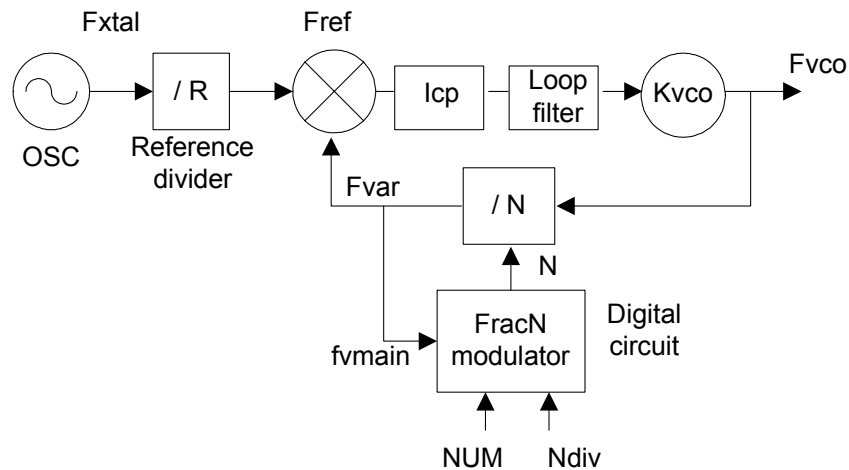 Fxtal
Fref
/ R
Icp
Loop
filter
Kvco
Fvco
OSC
Reference
divider
Fvar
/ N
N
fvmain
FracN
modulator
Digital
circuit
NUM
Ndiv